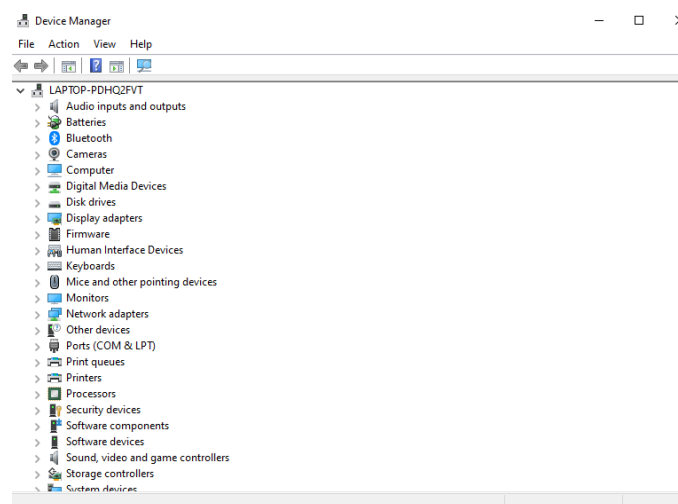 Device Manager
File Action View Help
LAPTOP-PDHQ2FVT
Audio inputs and outputs
Batteries
Bluetooth
Cameras
Computer
Digital Media Devices
Disk drives
Display adapters
Firmware
Human Interface Devices
Keyboards
Mice and other pointing devices
Monitors
Network adapters
Other devices
Ports (COM & LPT)
Print queues
Printers
Processors
Security devices
Software components
Software devices
Sound, video and game controllers
Storage controllers
System devices